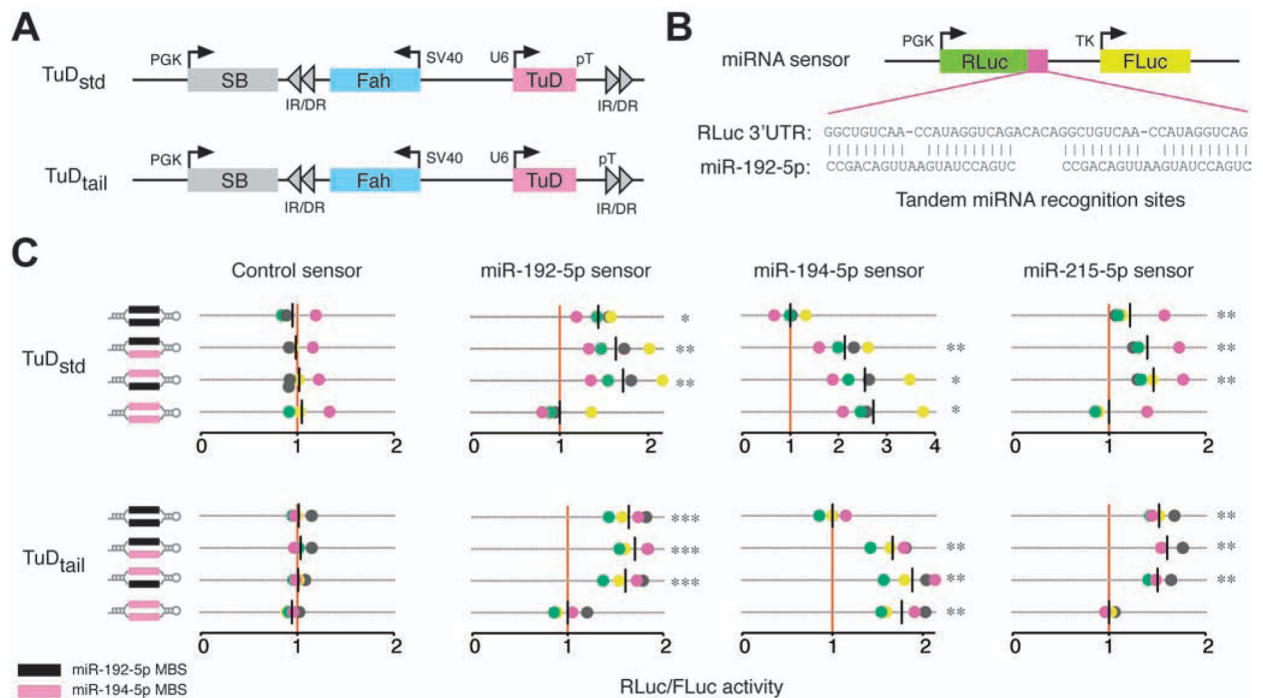 A
TuDstd
PGK
SB
IR/DR
Fah
SV40
U6
TuD
pT
IR/DR
TuDtail
PGK
SB
IR/DR
Fah
SV40
U6
TuD
pT
IR/DR
B
miRNA sensor
PGK
RLuc
TK
FLuc
RLuc 3'UTR: GGCUGUCAA-CCAUAGGUCAGACACAGGCUGUCAA-CCAUAGGUCAG
miR-192-5p: CCGACAGUUAAGUAUCCAGUC CCGACAGUUAAGUAUCCAGUC
Tandem miRNA recognition sites
C
Control sensor miR-192-5p sensor miR-194-5p sensor miR-215-5p sensor
TuDstd
* **
** ** **
** * **
*
0 1 2 0 1 2 0 1 2 3 4 0 1 2
TuDtail
*** **
*** ** **
*** ** **
**
0 1 2 0 1 2 0 1 2 0 1 2
miR-192-5p MBS
miR-194-5p MBS
RLuc/FLuc activity